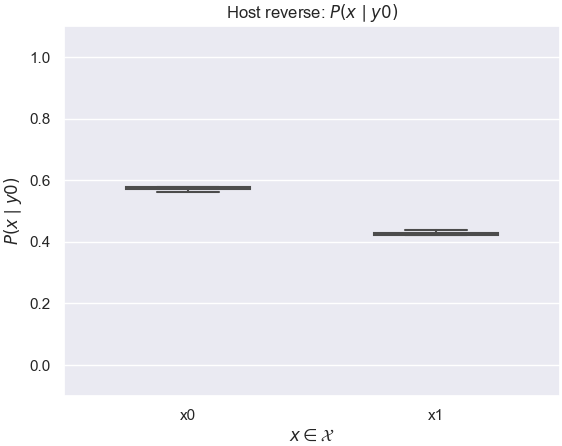 Host reverse: P(x | y0)
P(x | y0)
1.0
0.8
0.6
0.4
0.2
0.0
x0 x1
x ∈ 𝒳